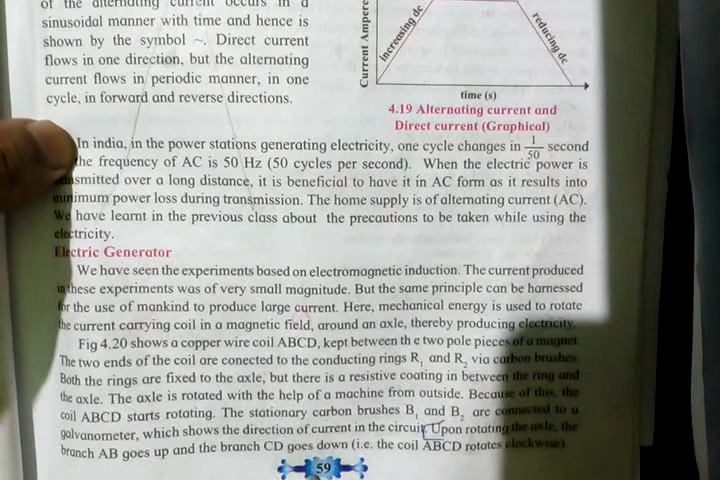 of the alternating current occurs in a
sinusoidal manner with time and hence is
shown by the symbol ~. Direct current
flows in one direction, but the alternating
current flows in periodic manner, in one
cycle, in forward and reverse directions.
Current Ampere
increasing dc
reducing dc
time (s)
4.19 Alternating current and
Direct current (Graphical)
In india, in the power stations generating electricity, one cycle changes in 1/50 second
the frequency of AC is 50 Hz (50 cycles per second). When the electric power is
transmitted over a long distance, it is beneficial to have it in AC form as it results into
minimum power loss during transmission. The home supply is of alternating current (AC).
We have learnt in the previous class about the precautions to be taken while using the
electricity.
Electric Generator
We have seen the experiments based on electromagnetic induction. The current produced
in these experiments was of very small magnitude. But the same principle can be harnessed
for the use of mankind to produce large current. Here, mechanical energy is used to rotate
the current carrying coil in a magnetic field, around an axle, thereby producing electricity.
Fig 4.20 shows a copper wire coil ABCD, kept between th e two pole pieces of a magnet.
The two ends of the coil are conected to the conducting rings R₁ and R₂ via carbon brushes.
Both the rings are fixed to the axle, but there is a resistive coating in between the ring and
the axle. The axle is rotated with the help of a machine from outside. Because of this, the
coil ABCD starts rotating. The stationary carbon brushes B₁ and B₂ are connected to a
galvanometer, which shows the direction of current in the circuit. Upon rotating the axle, the
branch AB goes up and the branch CD goes down (i.e. the coil ABCD rotates clockwise)
59